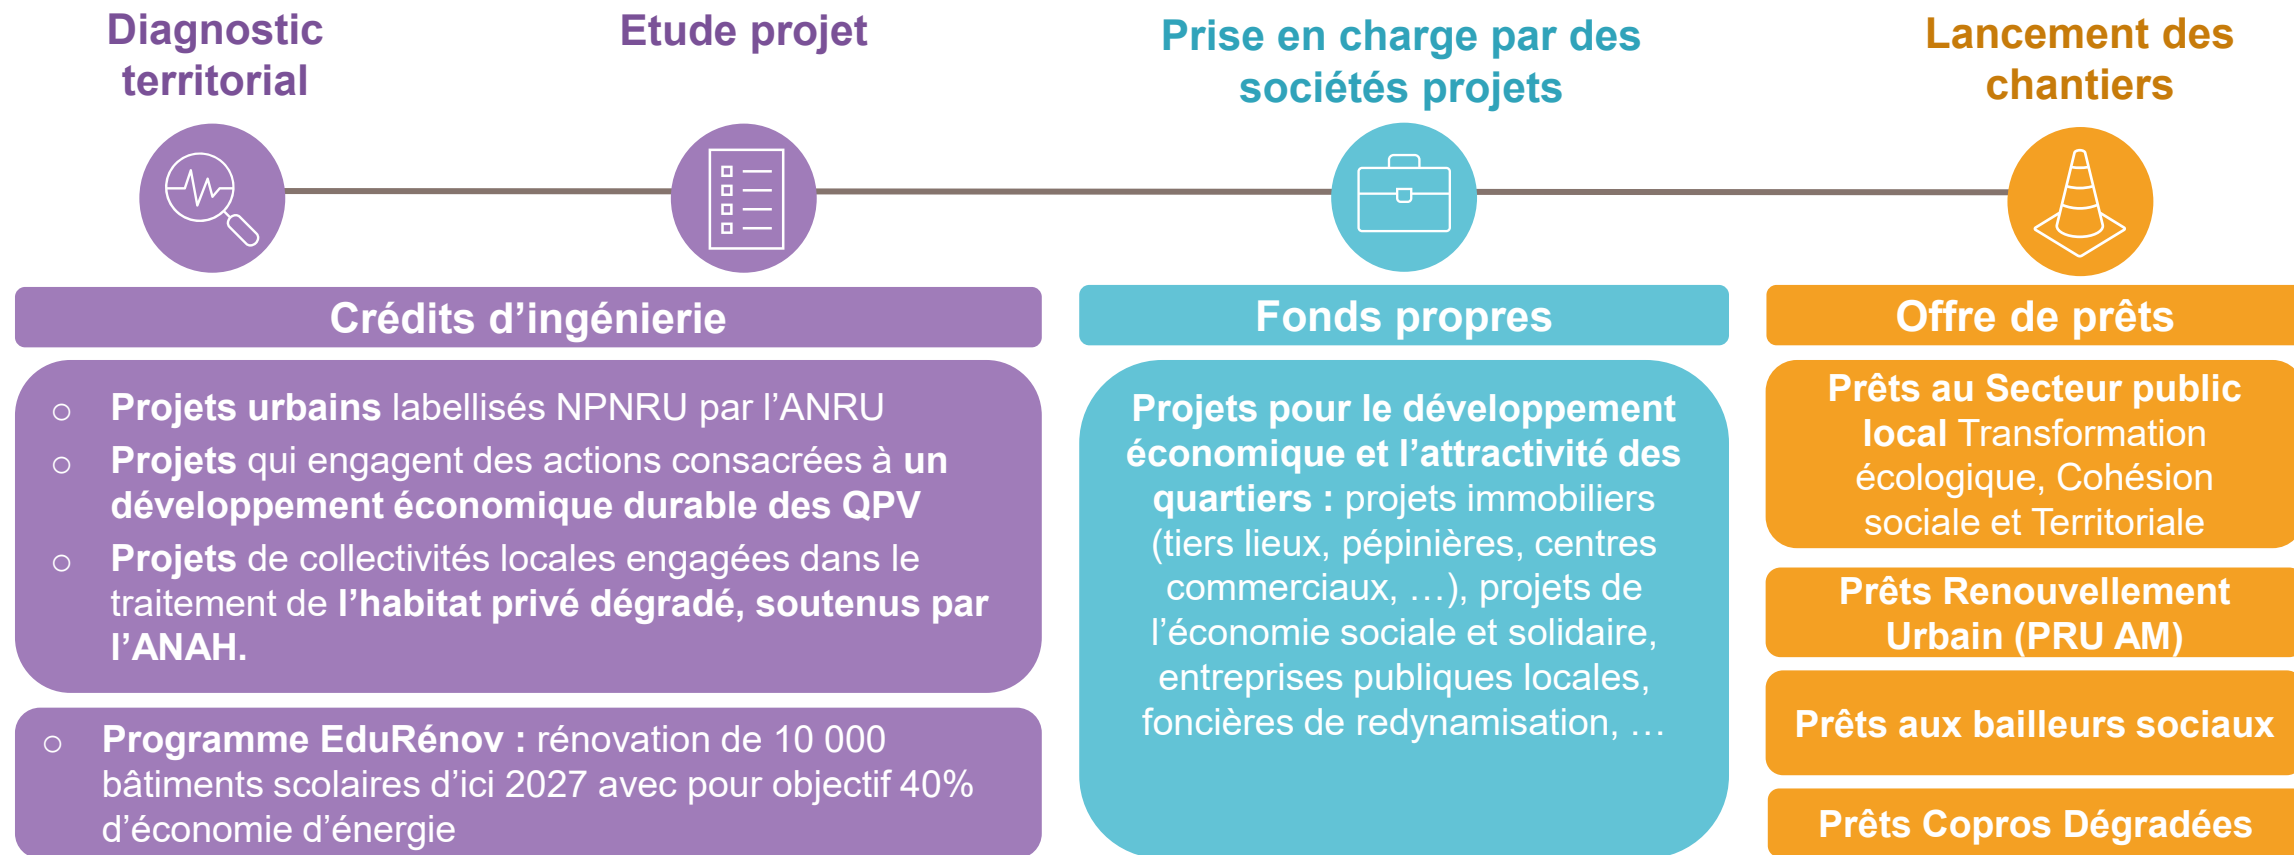 Diagnostic
territorial
Etude projet
Prise en charge par des
sociétés projets
Lancement des
chantiers
Crédits d’ingénierie
o Projets urbains labellisés NPNRU par l’ANRU
o Projets qui engagent des actions consacrées à un
développement économique durable des QPV
o Projets de collectivités locales engagées dans le
traitement de l’habitat privé dégradé, soutenus par
l’ANAH.
o Programme EduRénov : rénovation de 10 000
bâtiments scolaires d’ici 2027 avec pour objectif 40%
d’économie d’énergie
Fonds propres
Projets pour le développement
économique et l’attractivité des
quartiers : projets immobiliers
(tiers lieux, pépinières, centres
commerciaux, …), projets de
l’économie sociale et solidaire,
entreprises publiques locales,
foncières de redynamisation, …
Offre de prêts
Prêts au Secteur public
local Transformation
écologique, Cohésion
sociale et Territoriale
Prêts Renouvellement
Urbain (PRU AM)
Prêts aux bailleurs sociaux
Prêts Copros Dégradées